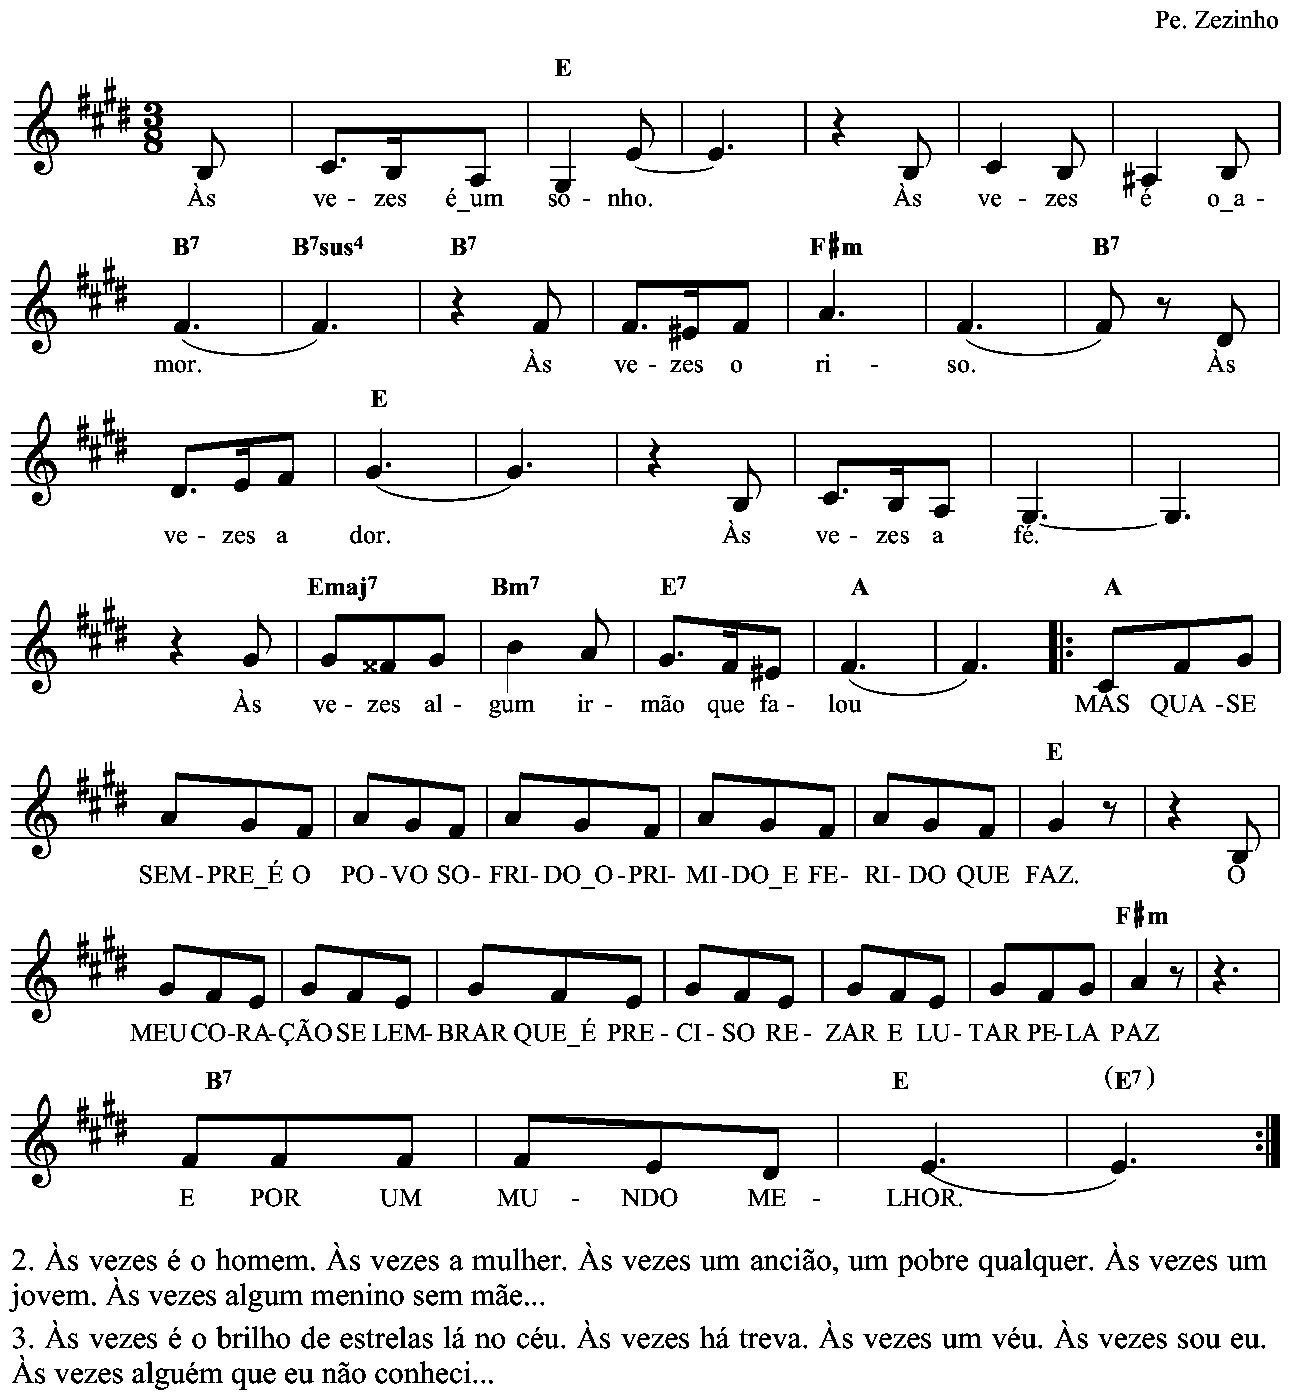 Pe. Zezinho
E
Às ve - zes é_um so - nho. Às ve - zes é o_a-
B7 B7sus4 B7 F♯m B7
mor. Às ve - zes o ri - so. Às
E
ve - zes a dor. Às ve - zes a fé.
Emaj7 Bm7 E7 A A
Às ve - zes al - gum ir - mão que fa - lou MAS QUA - SE
E
SEM - PRE_É O PO - VO SO - FRI - DO_O - PRI - MI - DO_E FE - RI - DO QUE FAZ. O
F♯m
MEU CO - RA - ÇÃO SE LEM - BRAR QUE_É PRE - CI - SO RE - ZAR E LU - TAR PE - LA PAZ
B7 E (E7)
E POR UM MU - NDO ME - LHOR.
2. Às vezes é o homem. Às vezes a mulher. Às vezes um ancião, um pobre qualquer. Às vezes um
jovem. Às vezes algum menino sem mãe...
3. Às vezes é o brilho de estrelas lá no céu. Às vezes há treva. Às vezes um véu. Às vezes sou eu.
Às vezes alguém que eu não conheci...